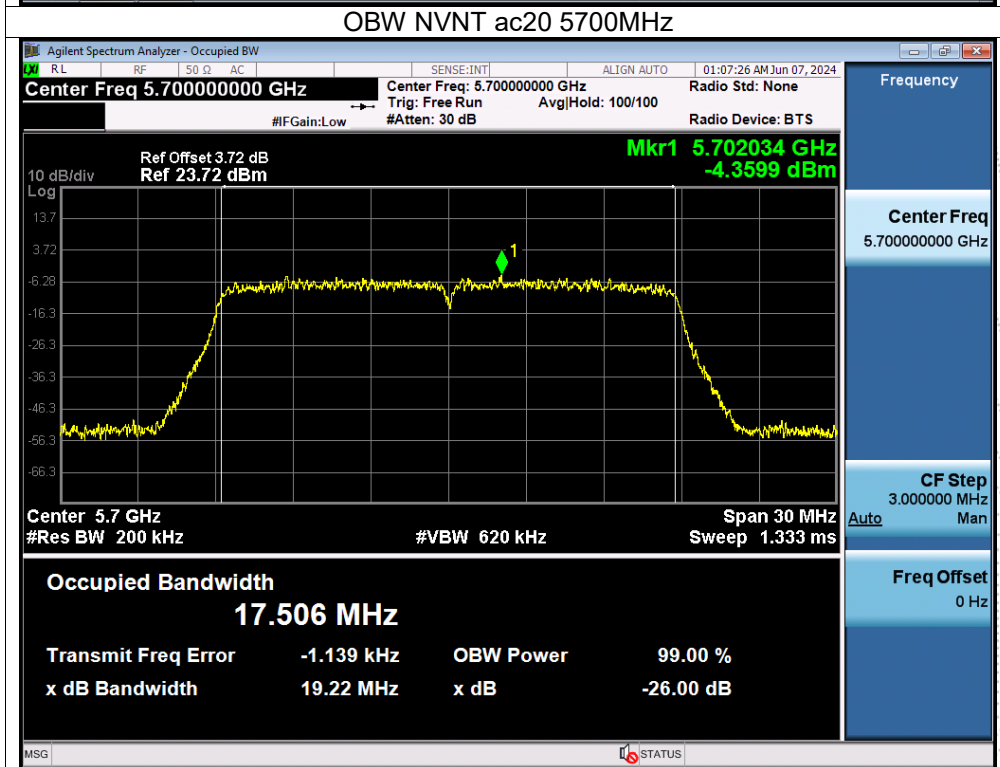 OBW NVNT ac20 5700MHz
Agilent Spectrum Analyzer - Occupied BW
LXI RL RF 50 Ω AC SENSE:INT ALIGN AUTO 01:07:26 AM Jun 07, 2024
Center Freq 5.700000000 GHz
Center Freq: 5.700000000 GHz
Radio Std: None
Trig: Free Run Avg|Hold: 100/100
#IFGain:Low #Atten: 30 dB Radio Device: BTS
Frequency
Mkr1 5.702034 GHz
-4.3599 dBm
Ref Offset 3.72 dB
10 dB/div Ref 23.72 dBm
Log
13.7
3.72
-6.28
-16.3
-26.3
-36.3
-46.3
-56.3
-66.3
1
Center 5.7 GHz Span 30 MHz
#Res BW 200 kHz #VBW 620 kHz Sweep 1.333 ms
Center Freq
5.700000000 GHz
CF Step
3.000000 MHz
Auto Man
Freq Offset
0 Hz
Occupied Bandwidth
17.506 MHz
Transmit Freq Error -1.139 kHz OBW Power 99.00 %
x dB Bandwidth 19.22 MHz x dB -26.00 dB
MSG STATUS